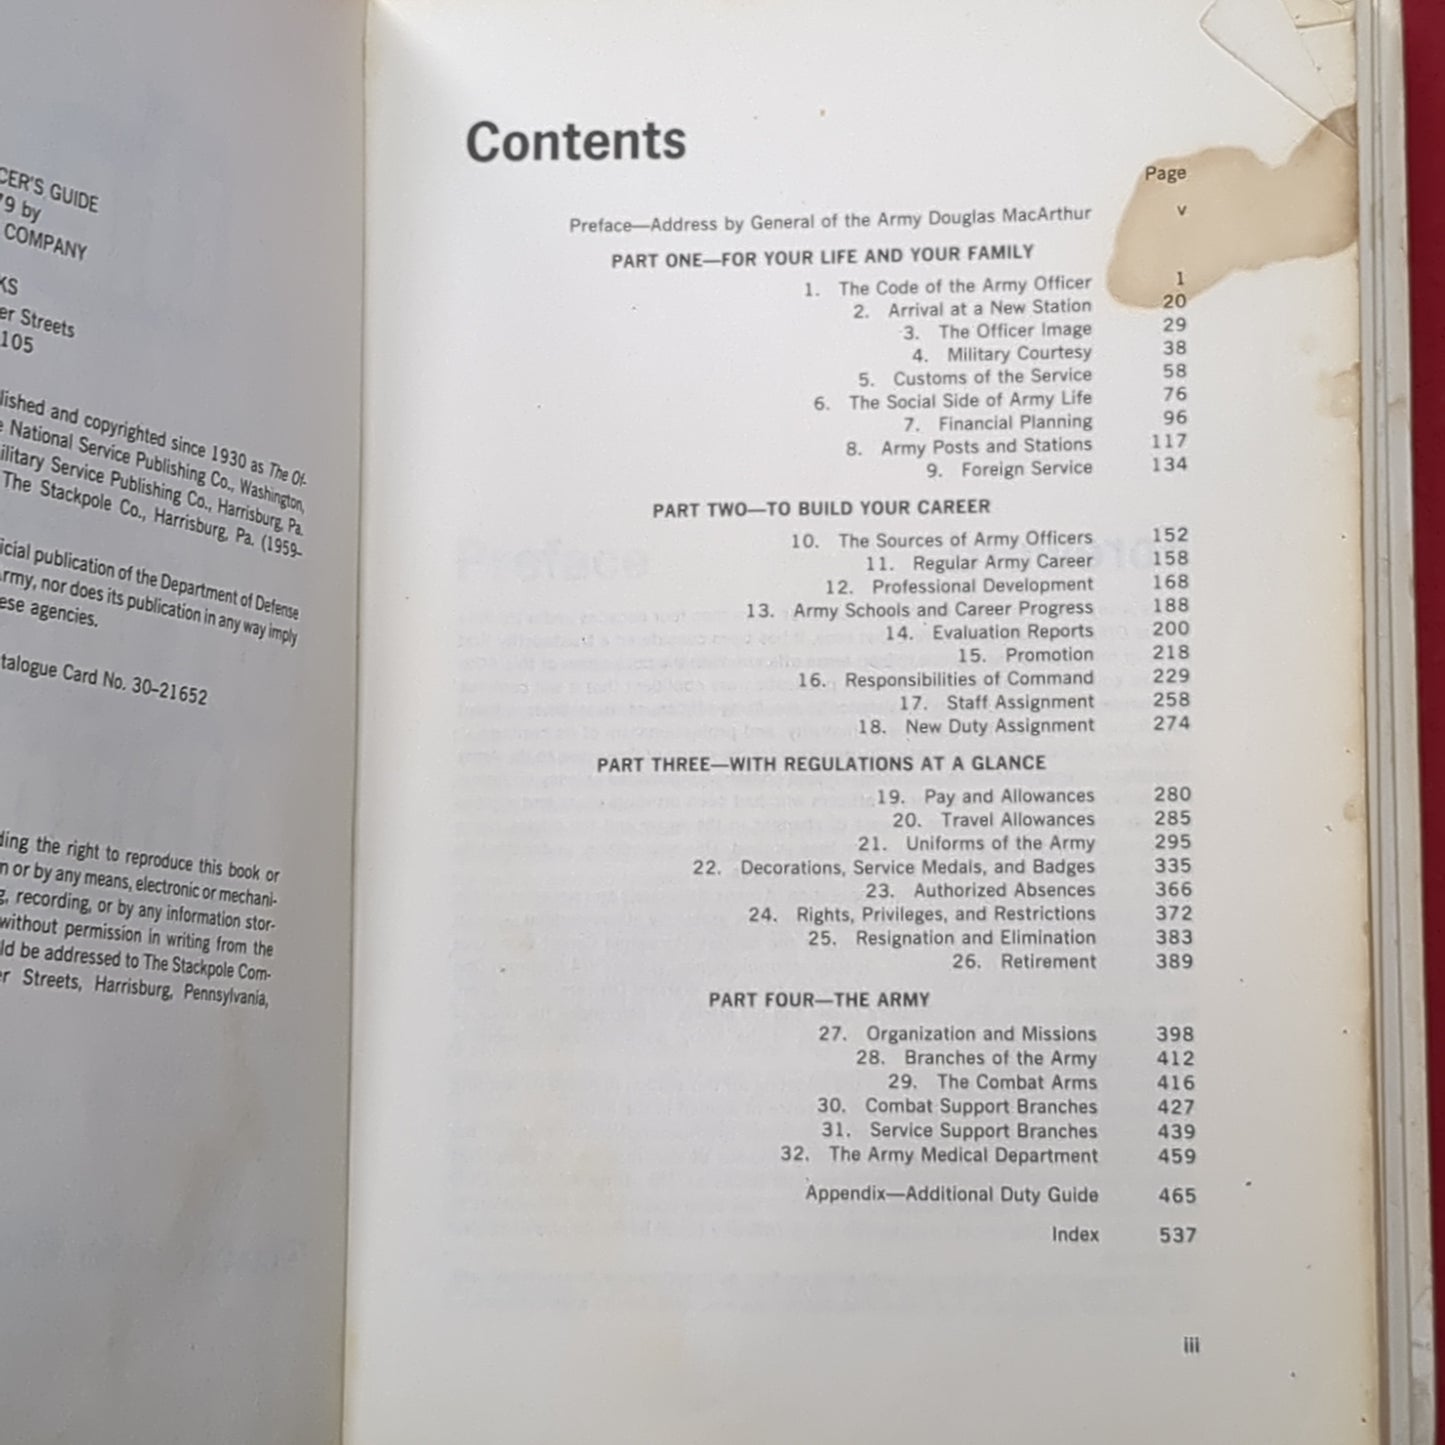 CER'S GUIDE
79 by
COMPANY
KS
er Streets
105
lished and copyrighted since 1930 as The Of-
e National Service Publishing Co., Washington,
ilitary Service Publishing Co., Harrisburg, Pa.
The Stackpole Co., Harrisburg, Pa. (1959-
icial publication of the Department of Defense
rmy, nor does its publication in any way imply
ese agencies.
talogue Card No. 30-21652
ding the right to reproduce this book or
n or by any means, electronic or mechani-
g, recording, or by any information stor-
without permission in writing from the
ld be addressed to The Stackpole Com-
er Streets, Harrisburg, Pennsylvania,
Contents
Page
Preface—Address by General of the Army Douglas MacArthur v
PART ONE—FOR YOUR LIFE AND YOUR FAMILY
1. The Code of the Army Officer 1
2. Arrival at a New Station 20
3. The Officer Image 29
4. Military Courtesy 38
5. Customs of the Service 58
6. The Social Side of Army Life 76
7. Financial Planning 96
8. Army Posts and Stations 117
9. Foreign Service 134
PART TWO—TO BUILD YOUR CAREER
10. The Sources of Army Officers 152
11. Regular Army Career 158
12. Professional Development 168
13. Army Schools and Career Progress 188
14. Evaluation Reports 200
15. Promotion 218
16. Responsibilities of Command 229
17. Staff Assignment 258
18. New Duty Assignment 274
PART THREE—WITH REGULATIONS AT A GLANCE
19. Pay and Allowances 280
20. Travel Allowances 285
21. Uniforms of the Army 295
22. Decorations, Service Medals, and Badges 335
23. Authorized Absences 366
24. Rights, Privileges, and Restrictions 372
25. Resignation and Elimination 383
26. Retirement 389
PART FOUR—THE ARMY
27. Organization and Missions 398
28. Branches of the Army 412
29. The Combat Arms 416
30. Combat Support Branches 427
31. Service Support Branches 439
32. The Army Medical Department 459
Appendix—Additional Duty Guide 465
Index 537
iii